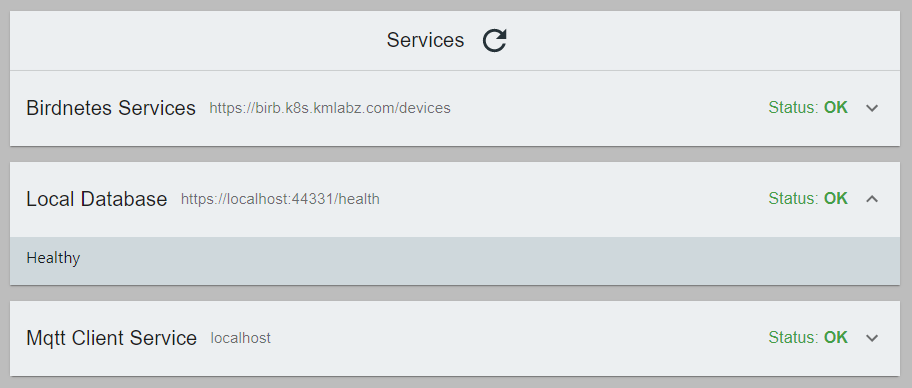 Services
Birdnetes Services https://birb.k8s.kmlabz.com/devices Status: OK
Local Database https://localhost:44331/health Status: OK
Healthy
Mqtt Client Service localhost Status: OK